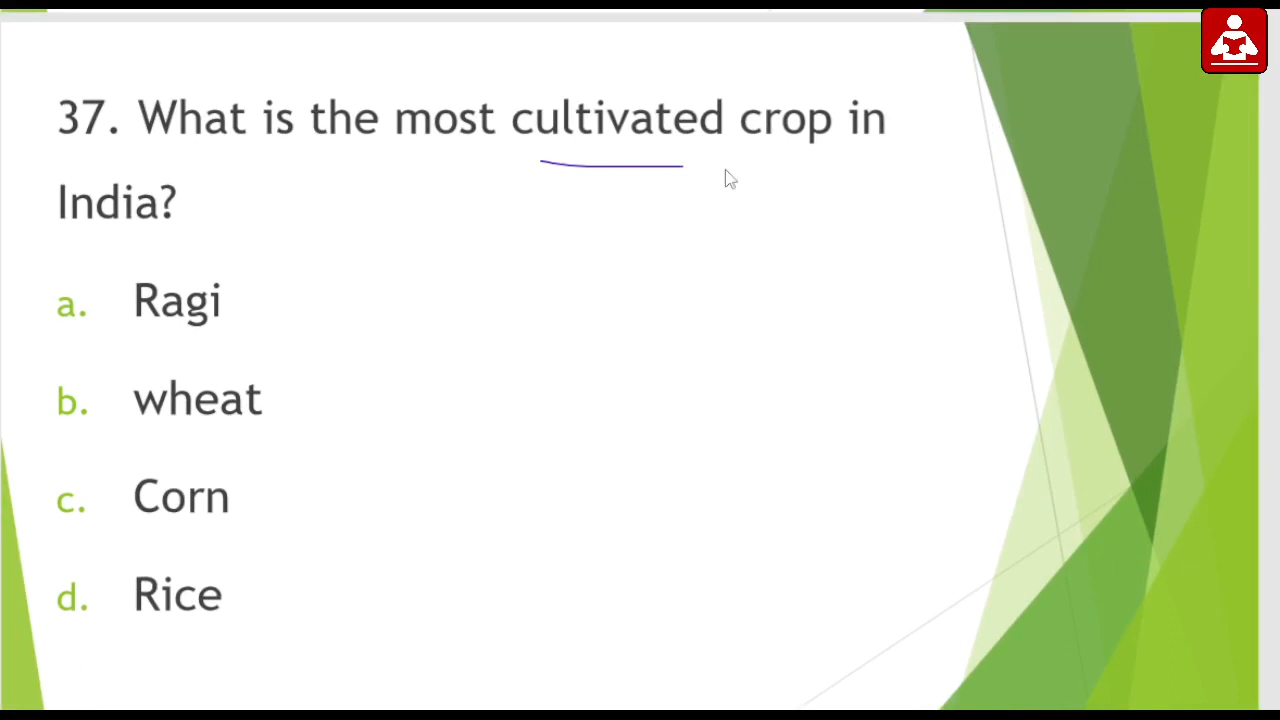 37. What is the most cultivated crop in
India?
a. Ragi
b. wheat
c. Corn
d. Rice